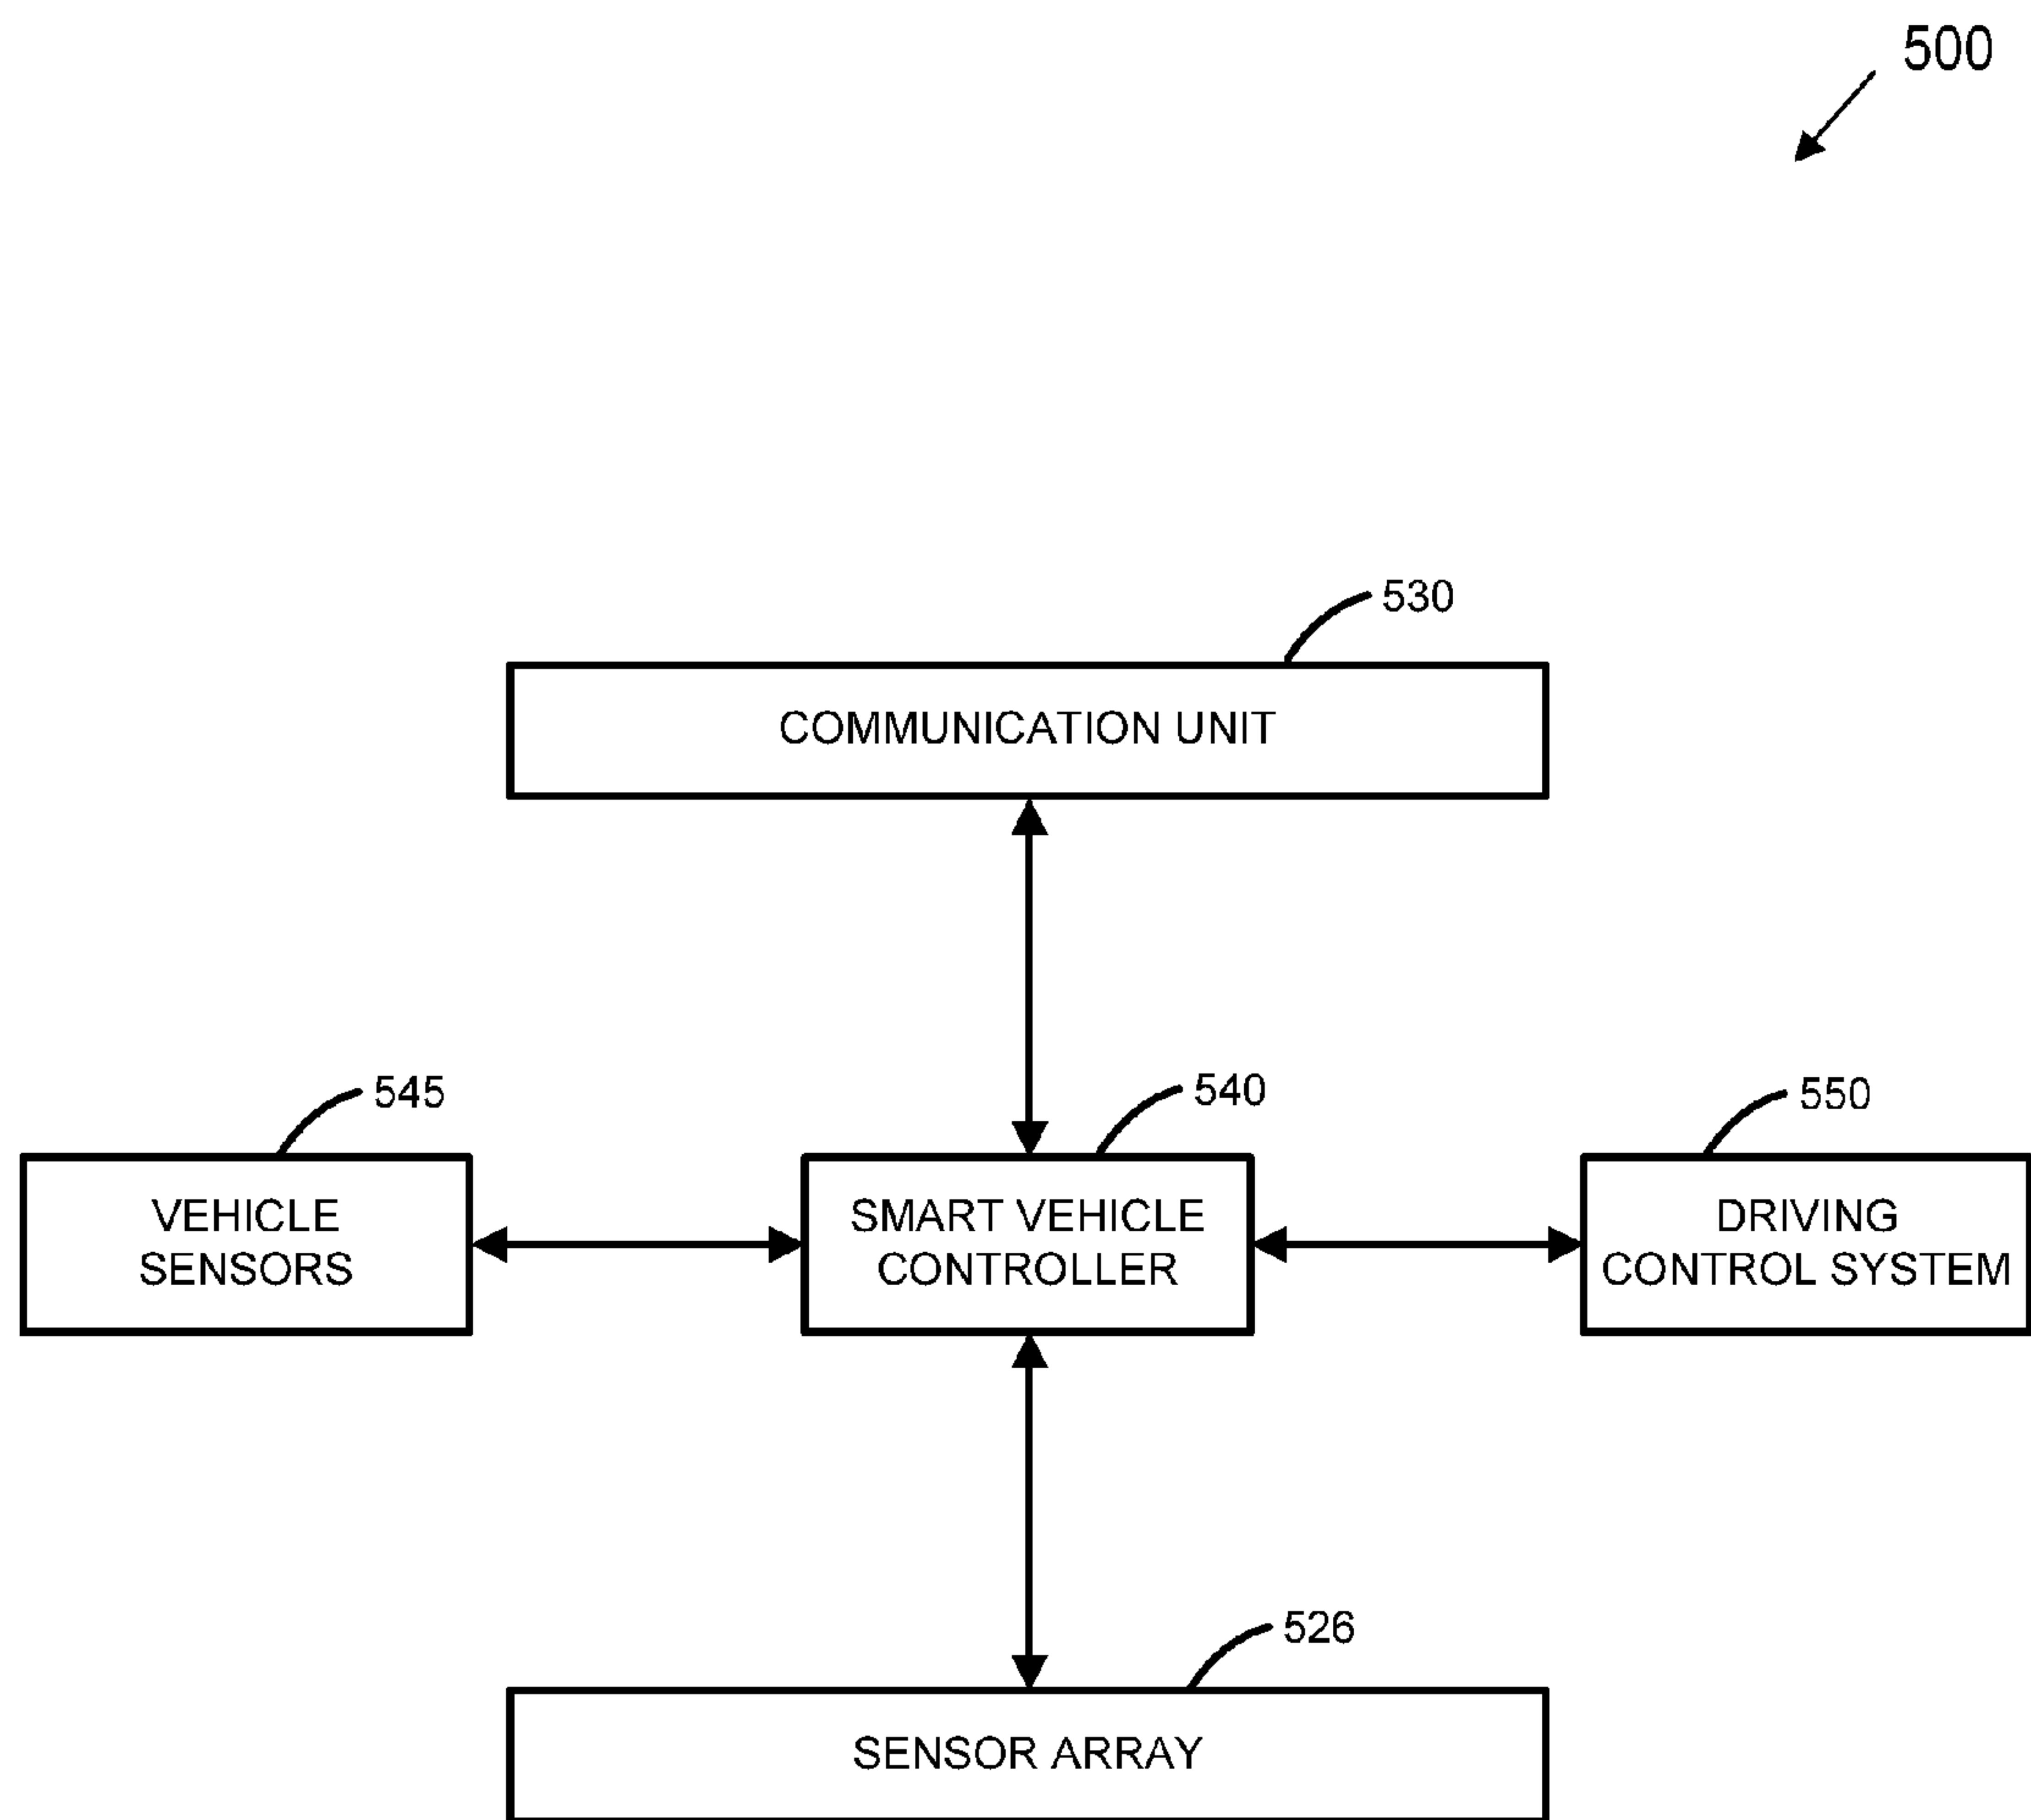 500
530
COMMUNICATION UNIT
545
540
550
VEHICLE
SENSORS
SMART VEHICLE
CONTROLLER
DRIVING
CONTROL SYSTEM
526
SENSOR ARRAY